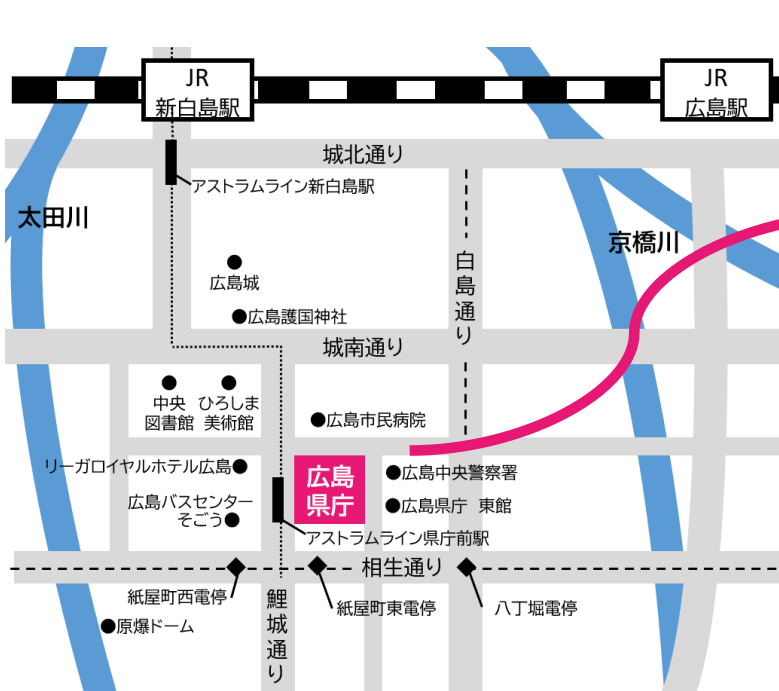 JR
新白島駅
JR
広島駅
城北通り
アストラムライン新白島駅
太田川
京橋川
白島通り
広島城
広島護国神社
城南通り
中央
図書館
ひろしま
美術館
広島市民病院
リーガロイヤルホテル広島
広島
県庁
広島中央警察署
広島バスセンター
そごう
広島県庁 東館
アストラムライン県庁前駅
相生通り
紙屋町西電停
鯉城通り
紙屋町東電停
八丁堀電停
原爆ドーム